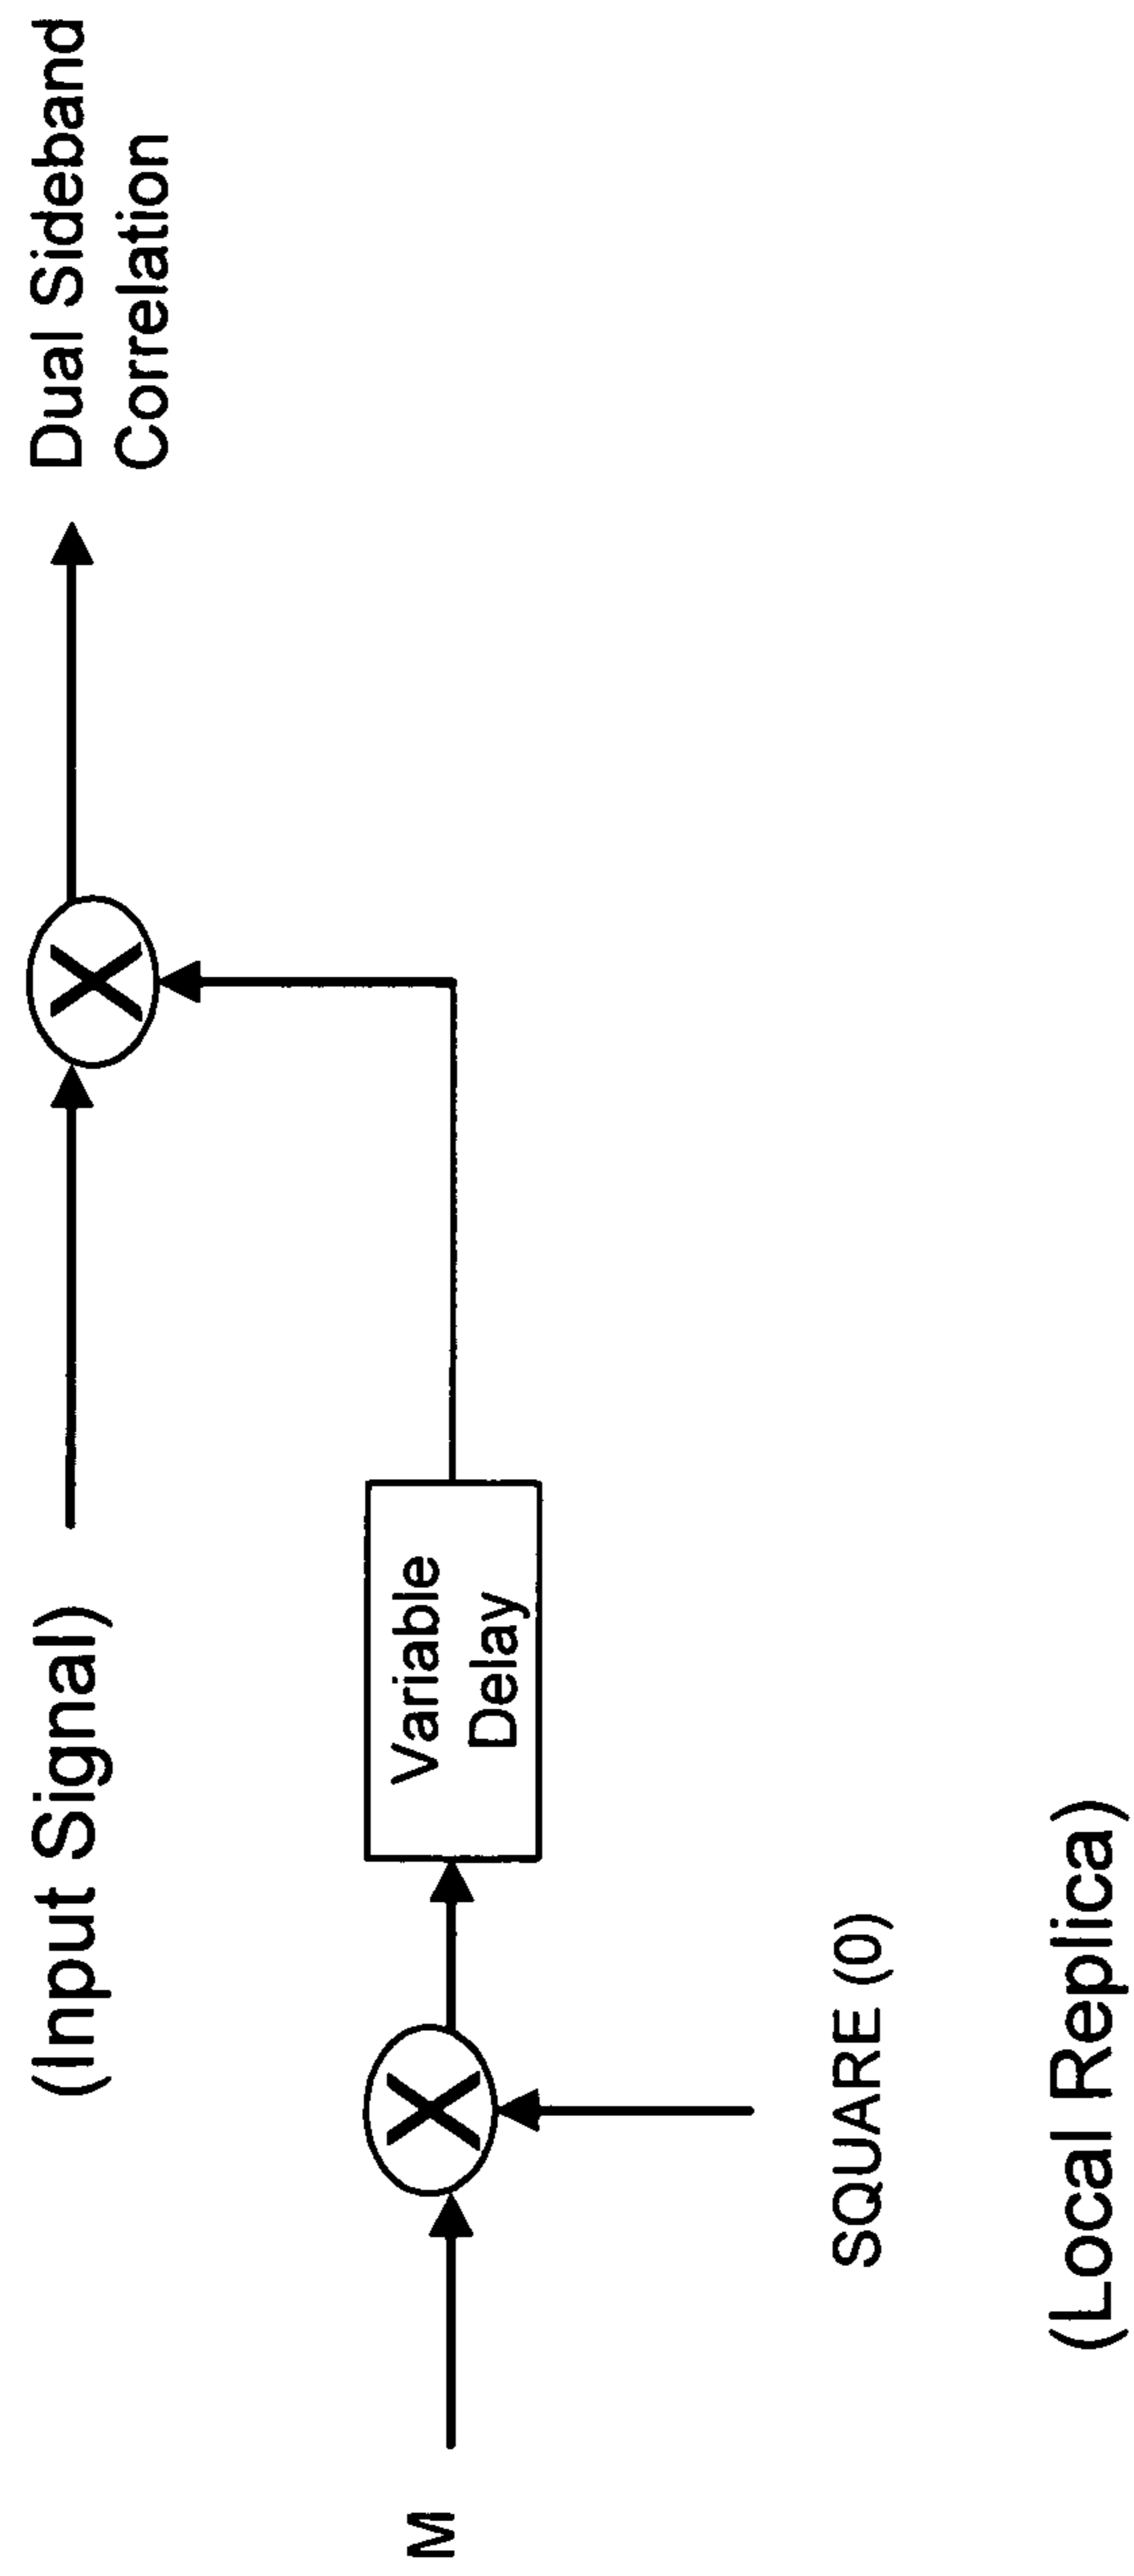 (Input Signal)
Dual Sideband
Correlation
M
Variable
Delay
SQUARE (0)
(Local Replica)